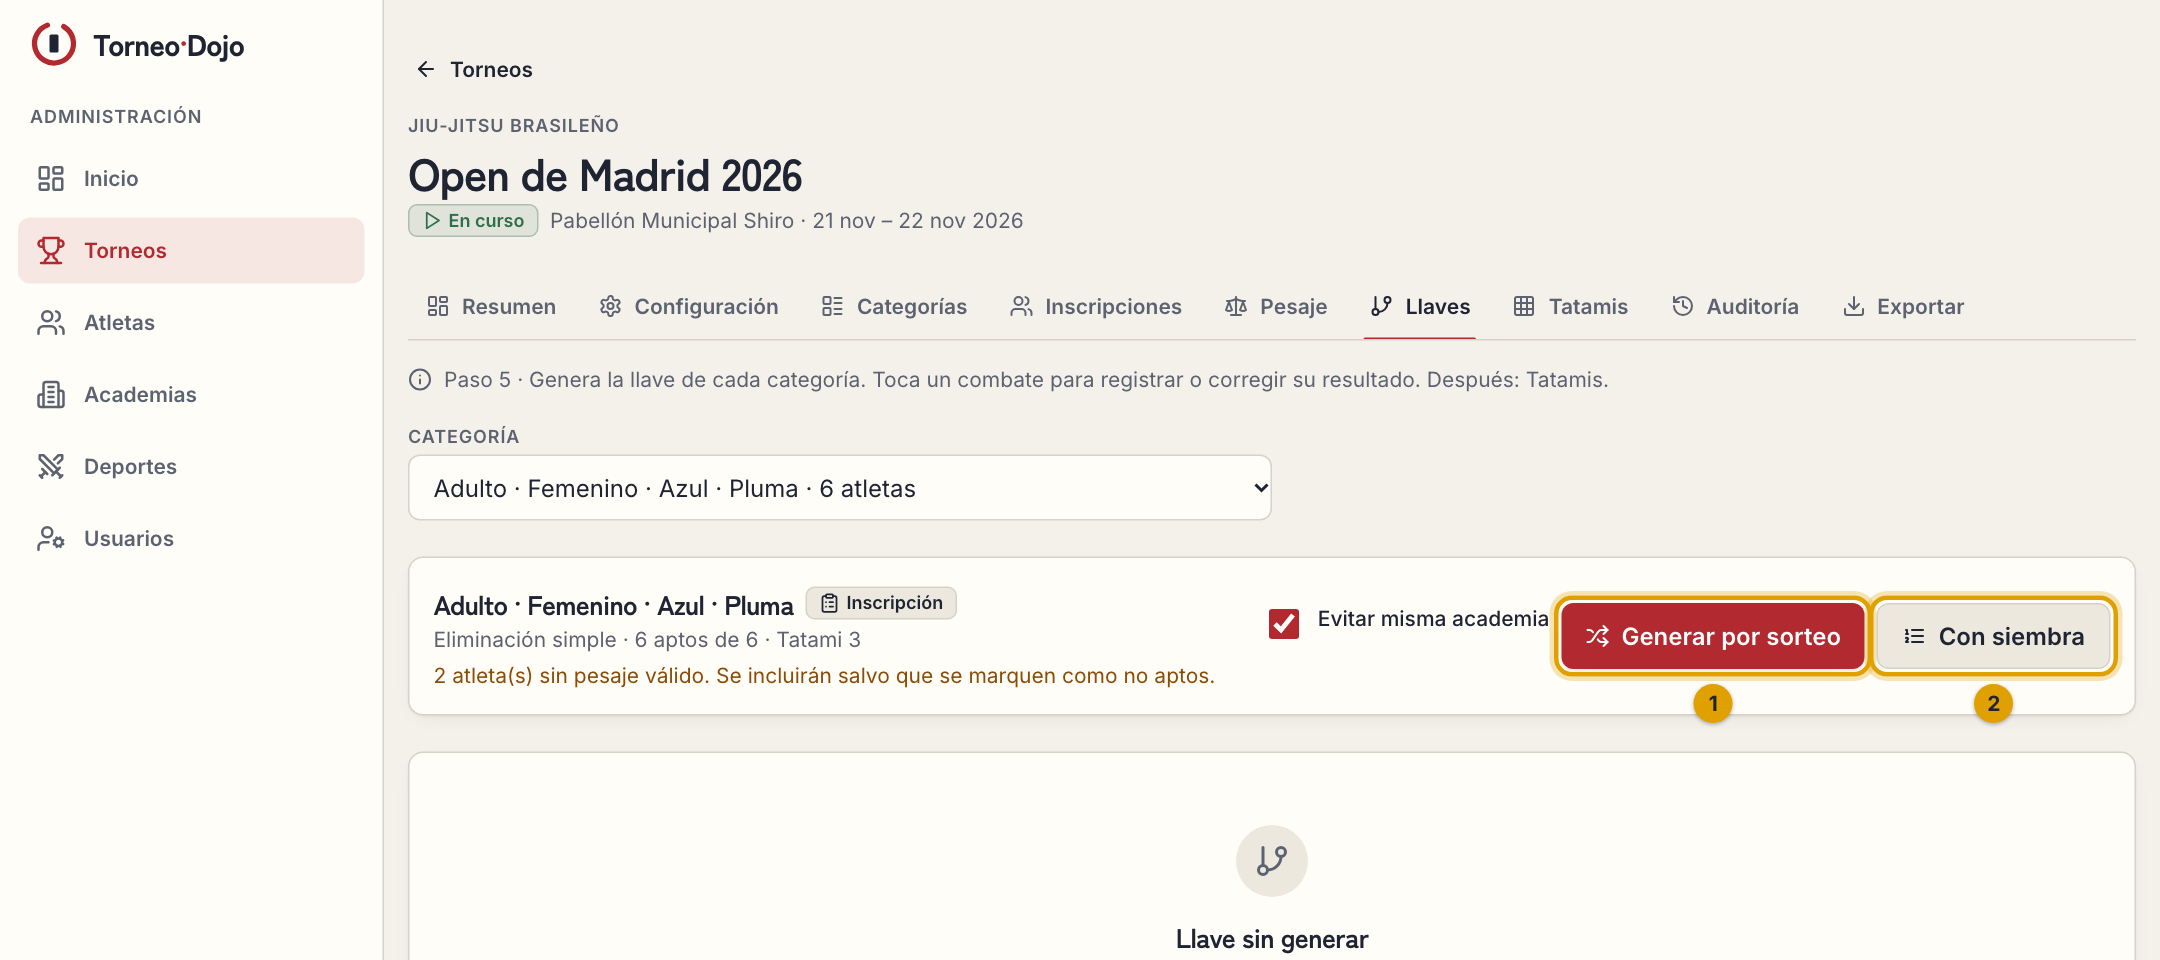 Torneo·Dojo
ADMINISTRACIÓN
Inicio
Torneos
Atletas
Academias
Deportes
Usuarios
Torneos
JIU-JITSU BRASILEÑO
Open de Madrid 2026
En curso Pabellón Municipal Shiro · 21 nov – 22 nov 2026
Resumen Configuración Categorías Inscripciones Pesaje Llaves Tatamis Auditoría Exportar
Paso 5 · Genera la llave de cada categoría. Toca un combate para registrar o corregir su resultado. Después: Tatamis.
CATEGORÍA
Adulto · Femenino · Azul · Pluma · 6 atletas
Adulto · Femenino · Azul · Pluma Inscripción
Eliminación simple · 6 aptos de 6 · Tatami 3
2 atleta(s) sin pesaje válido. Se incluirán salvo que se marquen como no aptos.
Evitar misma academia
Generar por sorteo
Con siembra
1
2
Llave sin generar